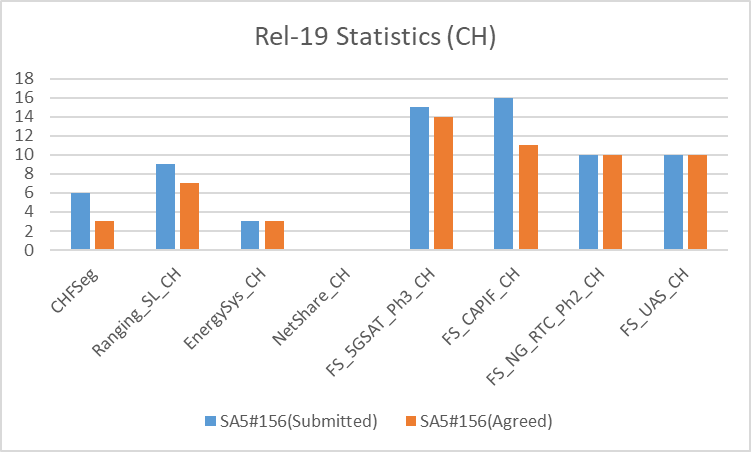 Rel-19 Statistics (CH)
18
16
14
12
10
8
6
4
2
0
CHFSeg
Ranging_SL_CH
EnergySys_CH
NetShare_CH
FS_5GSAT_Ph3_CH
FS_CAPIF_CH
FS_NG_RTC_Ph2_CH
FS_UAS_CH
SA5#156(Submitted) SA5#156(Agreed)